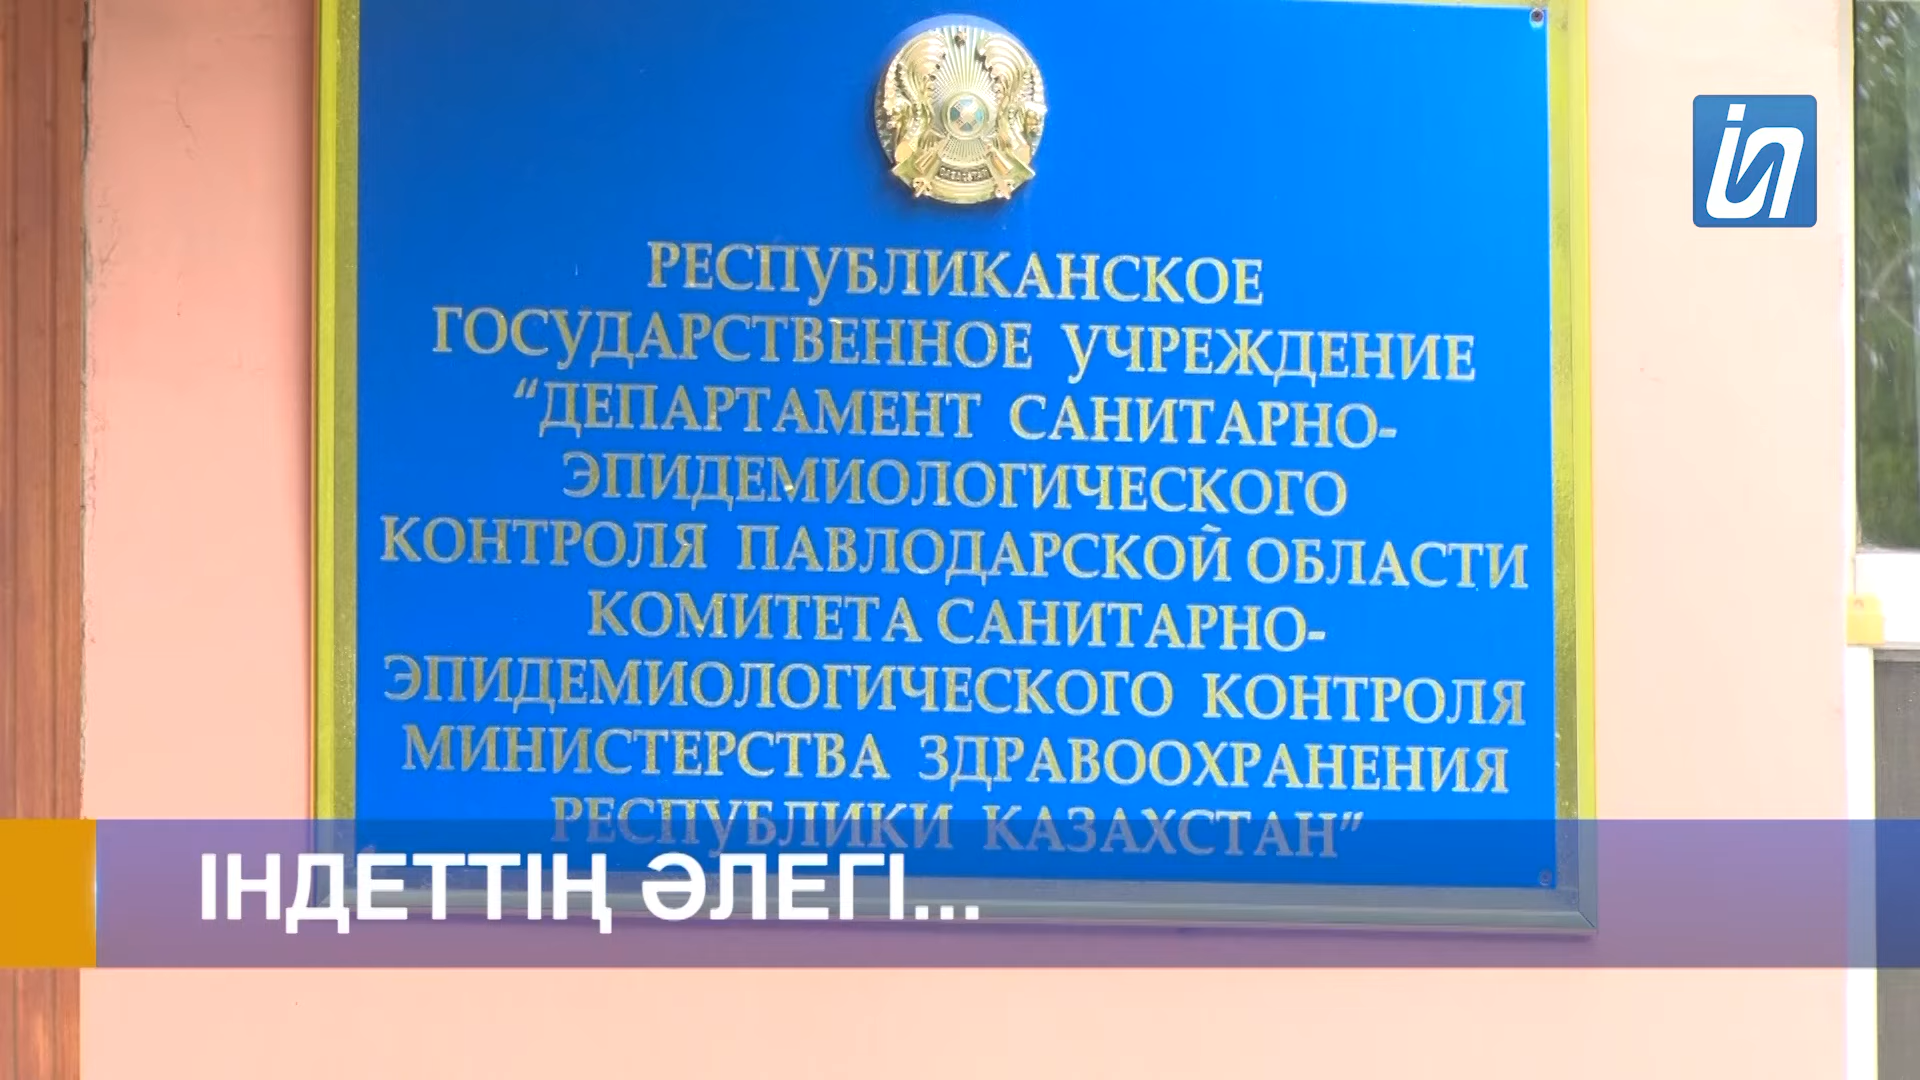 QAZAQSTAN
РЕСПУБЛИКАНСКОЕ
ГОСУДАРСТВЕННОЕ УЧРЕЖДЕНИЕ
“ДЕПАРТАМЕНТ САНИТАРНО-
ЭПИДЕМИОЛОГИЧЕСКОГО
КОНТРОЛЯ ПАВЛОДАРСКОЙ ОБЛАСТИ
КОМИТЕТА САНИТАРНО-
ЭПИДЕМИОЛОГИЧЕСКОГО КОНТРОЛЯ
МИНИСТЕРСТВА ЗДРАВООХРАНЕНИЯ
РЕСПУБЛИКИ КАЗАХСТАН”
ІНДЕТТІҢ ӘЛЕГІ...